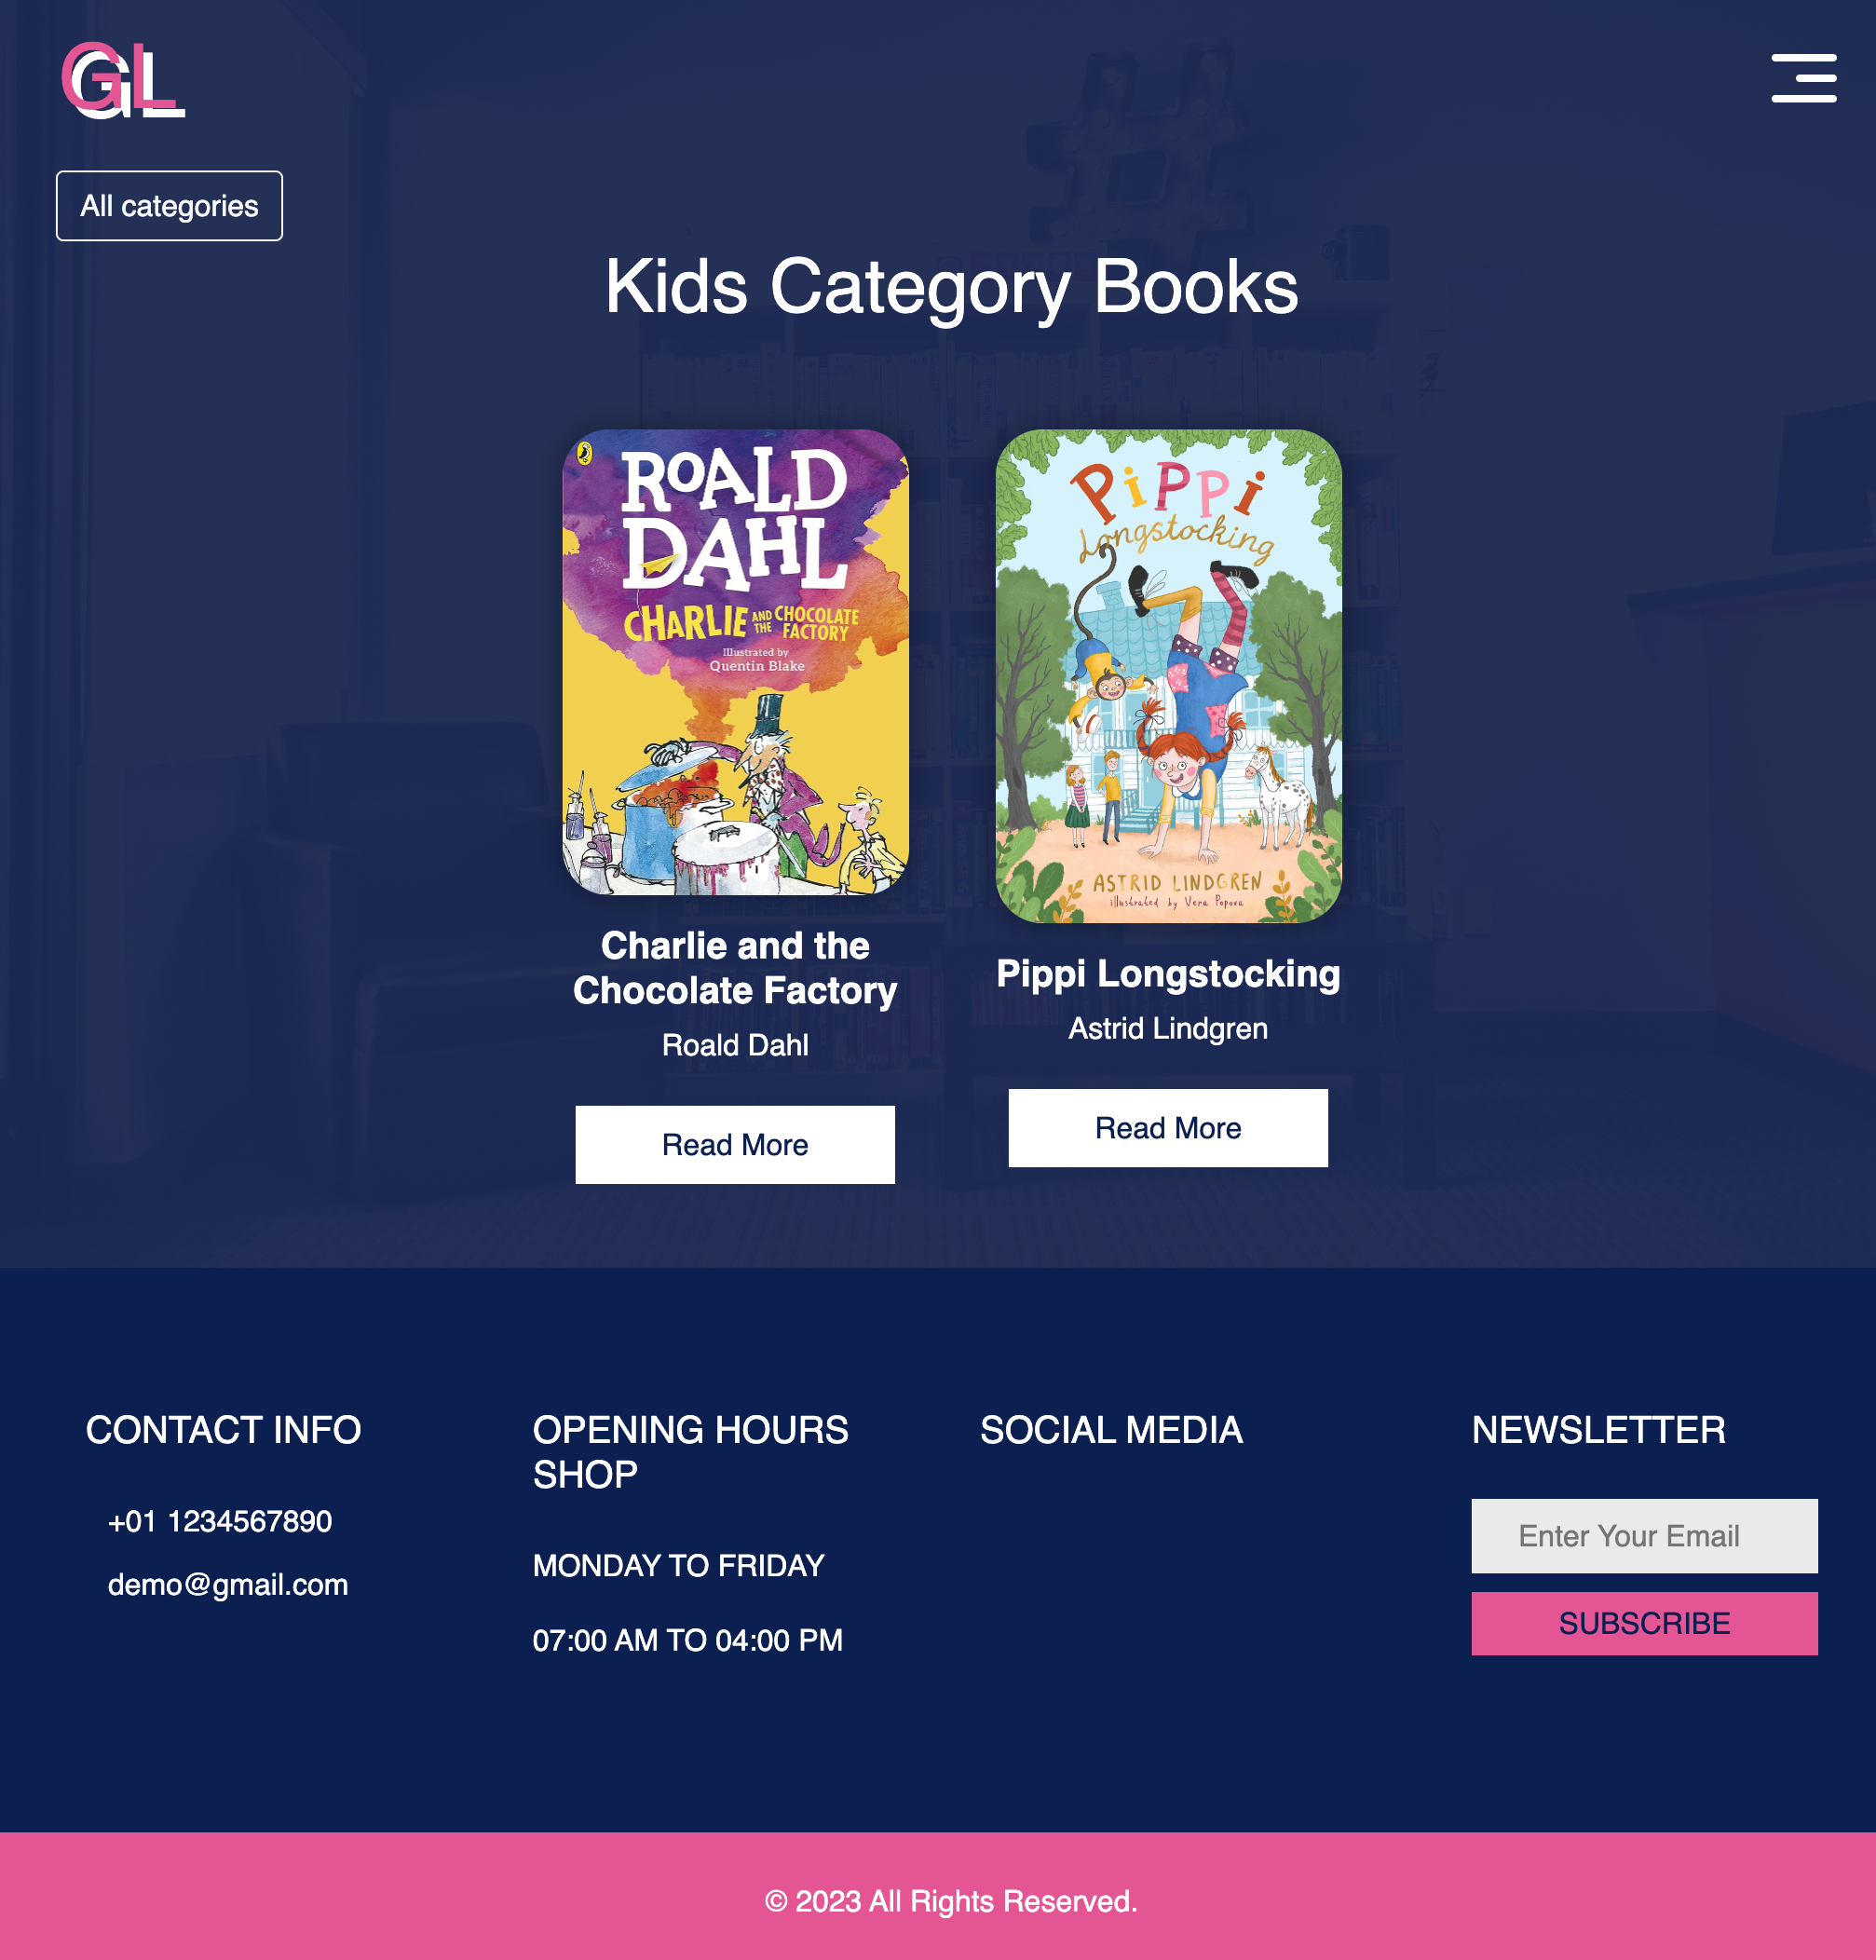 GL
All categories
Kids Category Books
ROALD
DAHL
CHARLIE AND THE CHOCOLATE FACTORY
Illustrated by
Quentin Blake
Charlie and the
Chocolate Factory
Roald Dahl
Read More
PiPPi
Longstocking
ASTRID LINDGREN
illustrated by Vera Popova
Pippi Longstocking
Astrid Lindgren
Read More
CONTACT INFO
+01 1234567890
demo@gmail.com
OPENING HOURS
SHOP
MONDAY TO FRIDAY
07:00 AM TO 04:00 PM
SOCIAL MEDIA
NEWSLETTER
Enter Your Email
SUBSCRIBE
© 2023 All Rights Reserved.